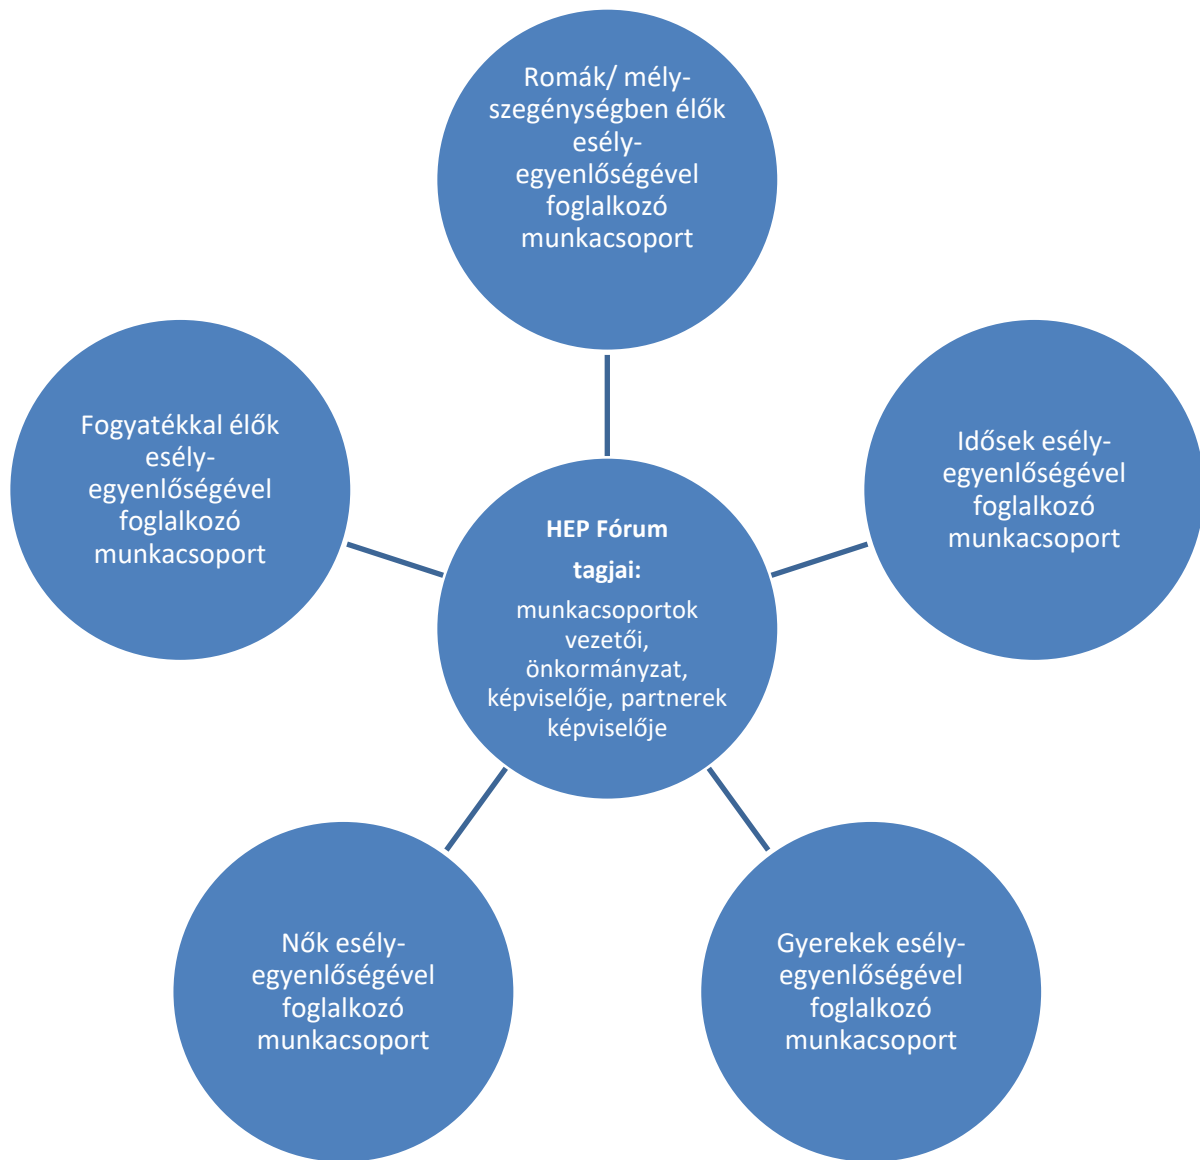 Romák/ mély-
szegénységben élők
esély-
egyenlőségével
foglalkozó
munkacsoport
Fogyatékkal élők
esély-
egyenlőségével
foglalkozó
munkacsoport
Idősek esély-
egyenlőségével
foglalkozó
munkacsoport
HEP Fórum
tagjai:
munkacsoportok
vezetői,
önkormányzat,
képviselője, partnerek
képviselője
Nők esély-
egyenlőségével
foglalkozó
munkacsoport
Gyerekek esély-
egyenlőségével
foglalkozó
munkacsoport